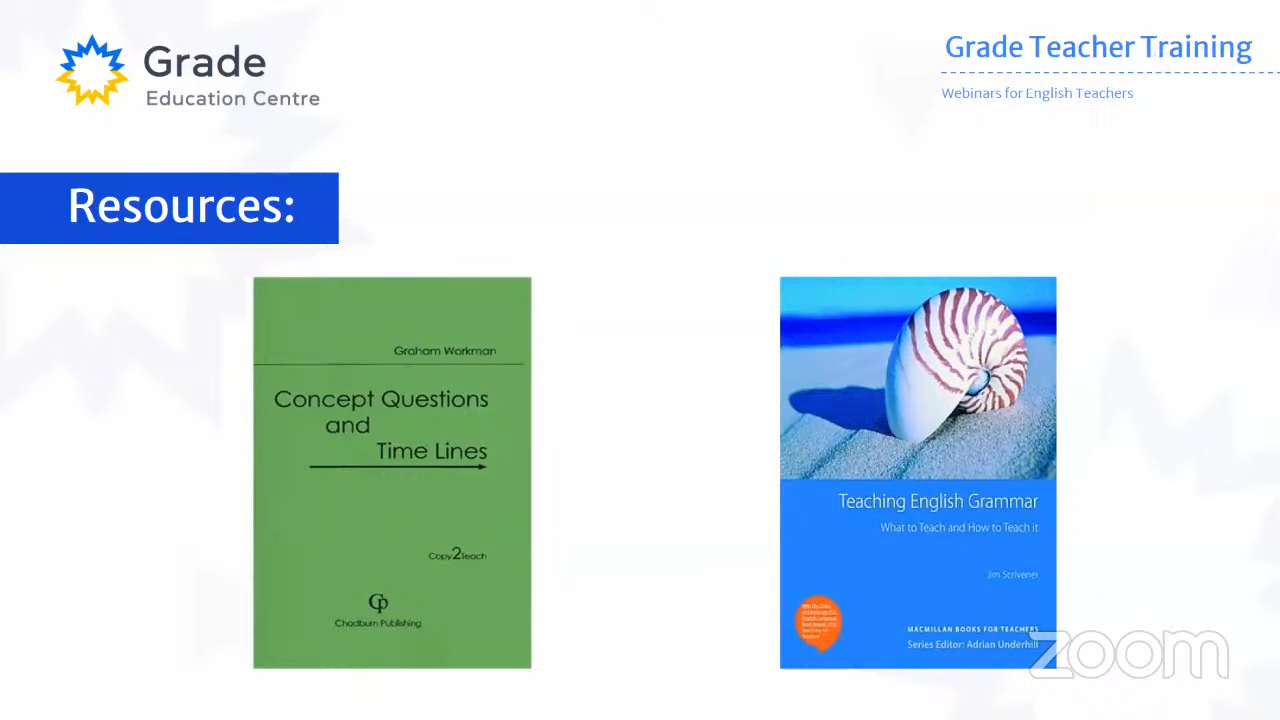 Grade
Education Centre
Grade Teacher Training
Webinars for English Teachers
Resources:
Graham Workman
Concept Questions
and
Time Lines
Copy2Teach
Cp
Chadburn Publishing
Teaching English Grammar
What to Teach and How to Teach it
Jim Scrivener
MACMILLAN BOOKS FOR TEACHERS
Series Editor: Adrian Underhill
zoom